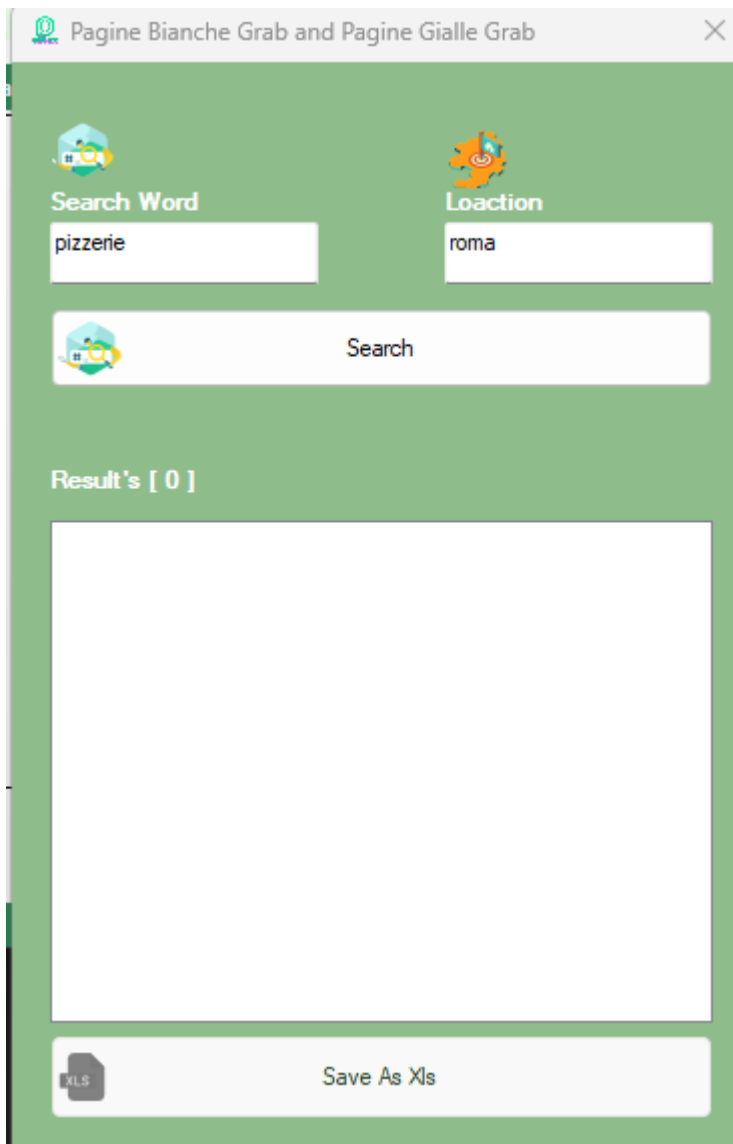 Pagine Bianche Grab and Pagine Gialle Grab
Search Word
Loaction
pizzerie
roma
Search
Result's [ 0 ]
XLS
Save As Xls